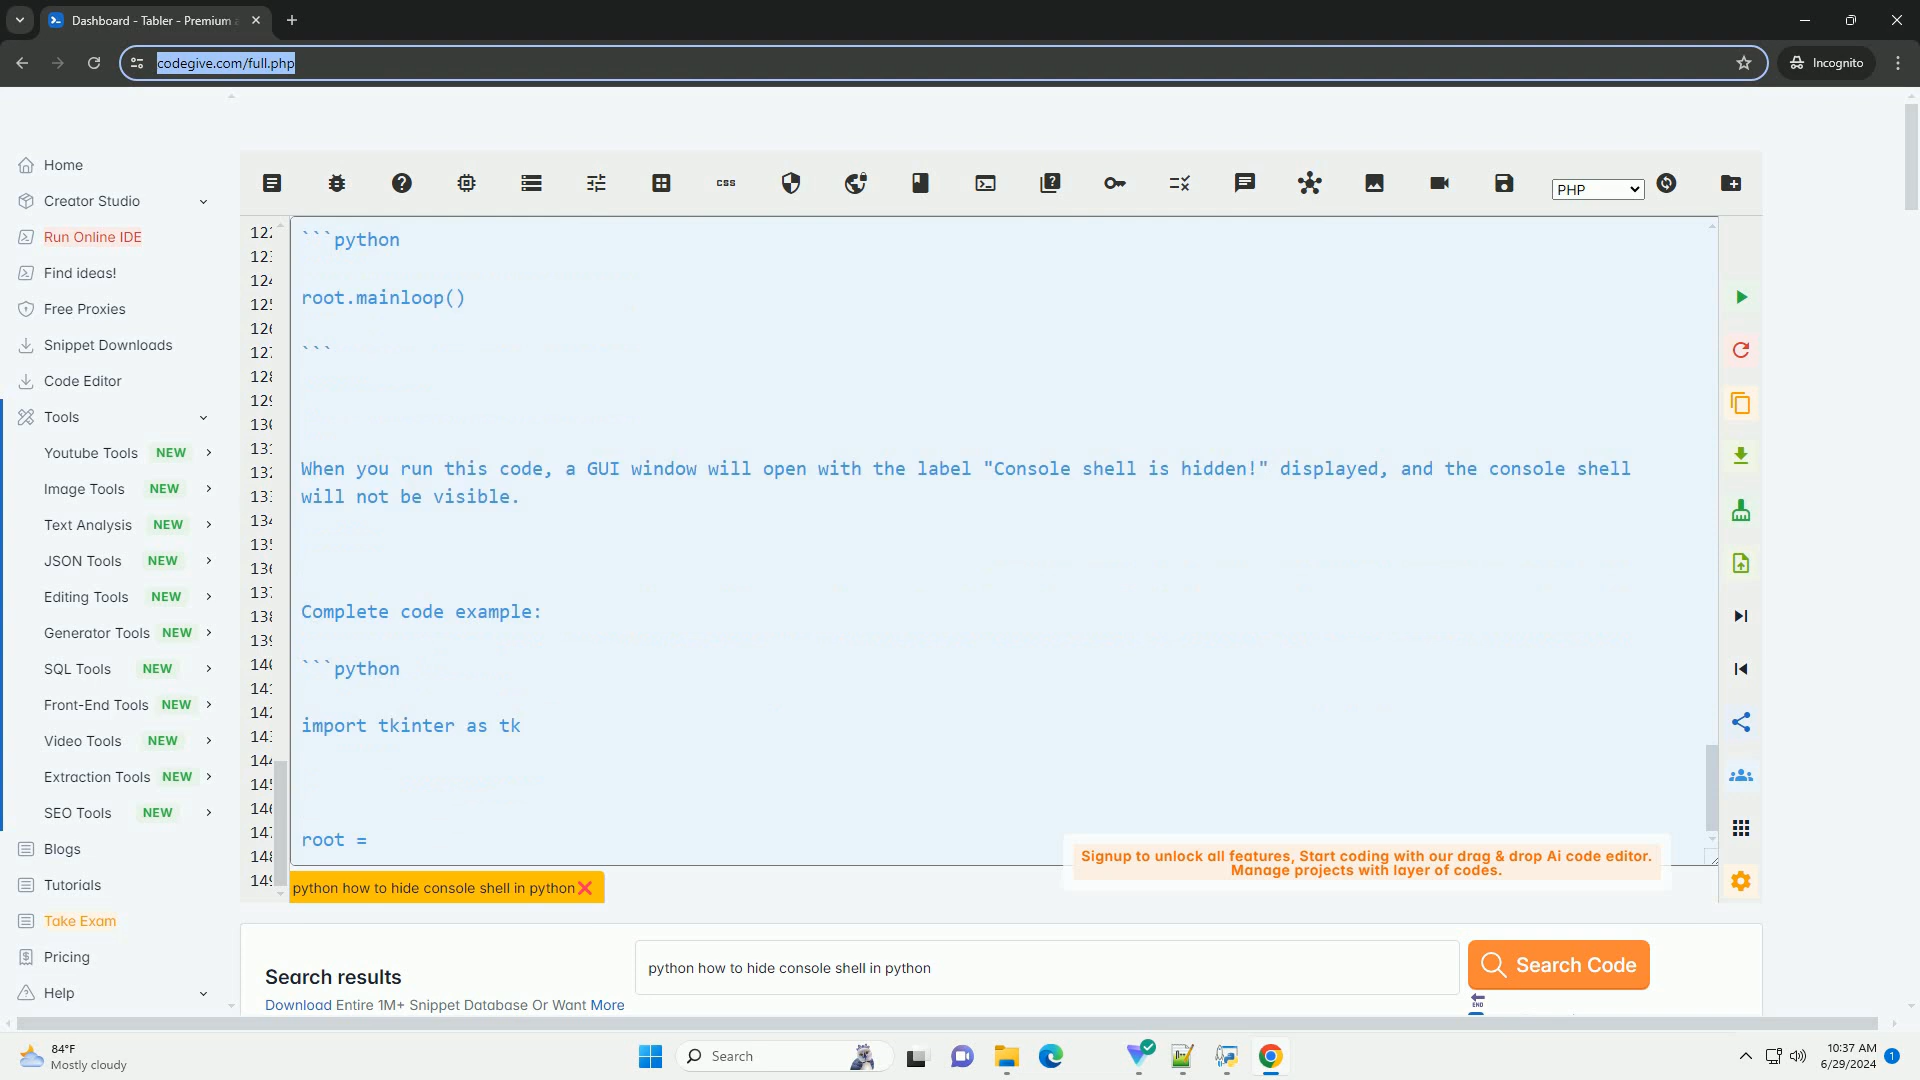 Dashboard - Tabler - Premium
codegive.com/full.php
Incognito
Home
Creator Studio
Run Online IDE
Find ideas!
Free Proxies
Snippet Downloads
Code Editor
Tools
Youtube Tools NEW
Image Tools NEW
Text Analysis NEW
JSON Tools NEW
Editing Tools NEW
Generator Tools NEW
SQL Tools NEW
Front-End Tools NEW
Video Tools NEW
Extraction Tools NEW
SEO Tools NEW
Blogs
Tutorials
Take Exam
Pricing
Help
css
PHP
```python
root.mainloop()
```
When you run this code, a GUI window will open with the label "Console shell is hidden!" displayed, and the console shell
will not be visible.
Complete code example:
```python
import tkinter as tk
root =
Signup to unlock all features, Start coding with our drag & drop Ai code editor.
Manage projects with layer of codes.
python how to hide console shell in python
Search results
Download Entire 1M+ Snippet Database Or Want More
python how to hide console shell in python
Search Code
END
84°F
Mostly cloudy
Search
10:37 AM
6/29/2024
1